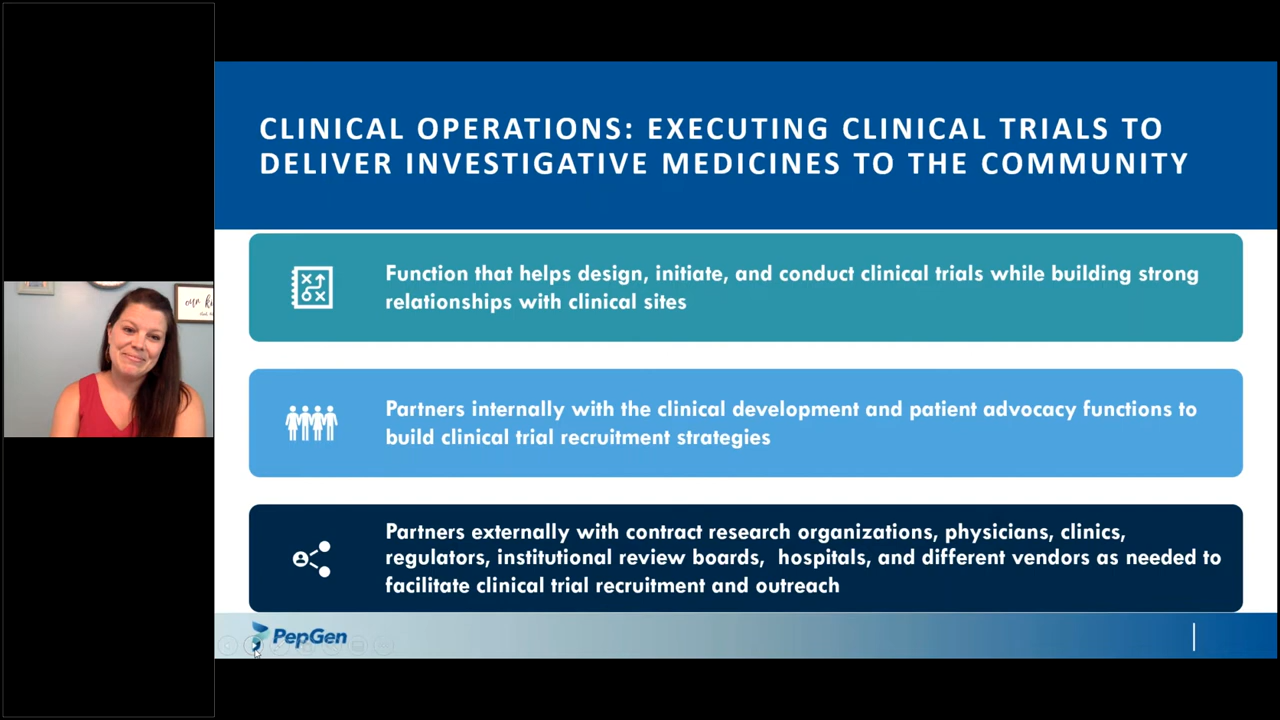 CLINICAL OPERATIONS: EXECUTING CLINICAL TRIALS TO
DELIVER INVESTIGATIVE MEDICINES TO THE COMMUNITY
Function that helps design, initiate, and conduct clinical trials while building strong
relationships with clinical sites
Partners internally with the clinical development and patient advocacy functions to
build clinical trial recruitment strategies
Partners externally with contract research organizations, physicians, clinics,
regulators, institutional review boards, hospitals, and different vendors as needed to
facilitate clinical trial recruitment and outreach
PepGen
our